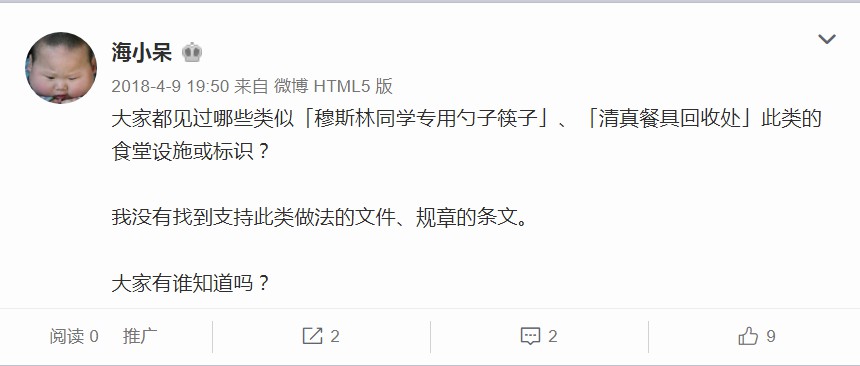 海小呆
2018-4-9 19:50 来自 微博 HTML5 版
大家都见过哪些类似「穆斯林同学专用勺子筷子」、「清真餐具回收处」此类的
食堂设施或标识？
我没有找到支持此类做法的文件、规章的条文。
大家有谁知道吗？
阅读 0 推广 2 2 9